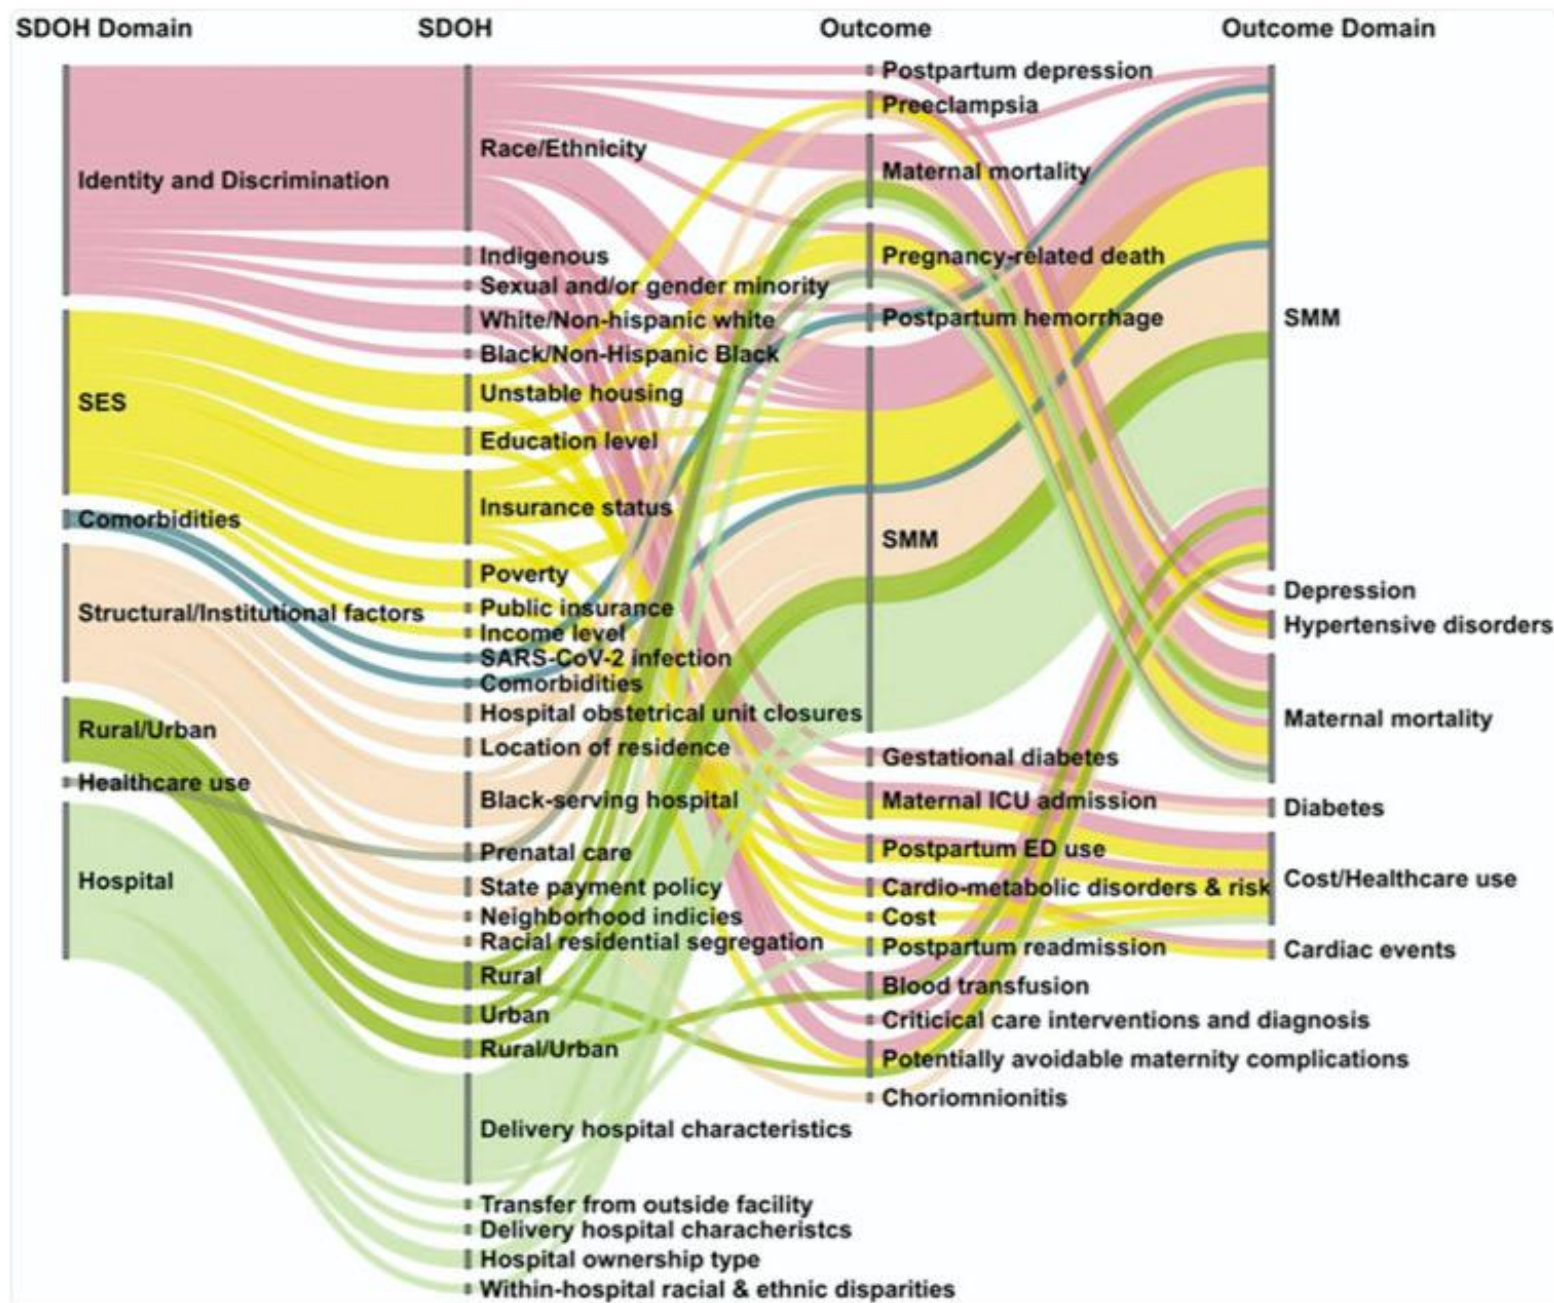 SDOH Domain
SDOH
Outcome
Outcome Domain
Identity and Discrimination
SES
Comorbidities
Structural/Institutional factors
Rural/Urban
Healthcare use
Hospital
Race/Ethnicity
Indigenous
Sexual and/or gender minority
White/Non-hispanic white
Black/Non-Hispanic Black
Unstable housing
Education level
Insurance status
Poverty
Public insurance
Income level
SARS-CoV-2 infection
Comorbidities
Hospital obstetrical unit closures
Location of residence
Black-serving hospital
Prenatal care
State payment policy
Neighborhood indicies
Racial residential segregation
Rural
Urban
Rural/Urban
Delivery hospital characteristics
Transfer from outside facility
Delivery hospital characheristcs
Hospital ownership type
Within-hospital racial & ethnic disparities
Postpartum depression
Preeclampsia
Maternal mortality
Pregnancy-related death
Postpartum hemorrhage
SMM
Gestational diabetes
Maternal ICU admission
Postpartum ED use
Cardio-metabolic disorders & risk
Cost
Postpartum readmission
Blood transfusion
Criticical care interventions and diagnosis
Potentially avoidable maternity complications
Choriomnionitis
SMM
Depression
Hypertensive disorders
Maternal mortality
Diabetes
Cost/Healthcare use
Cardiac events